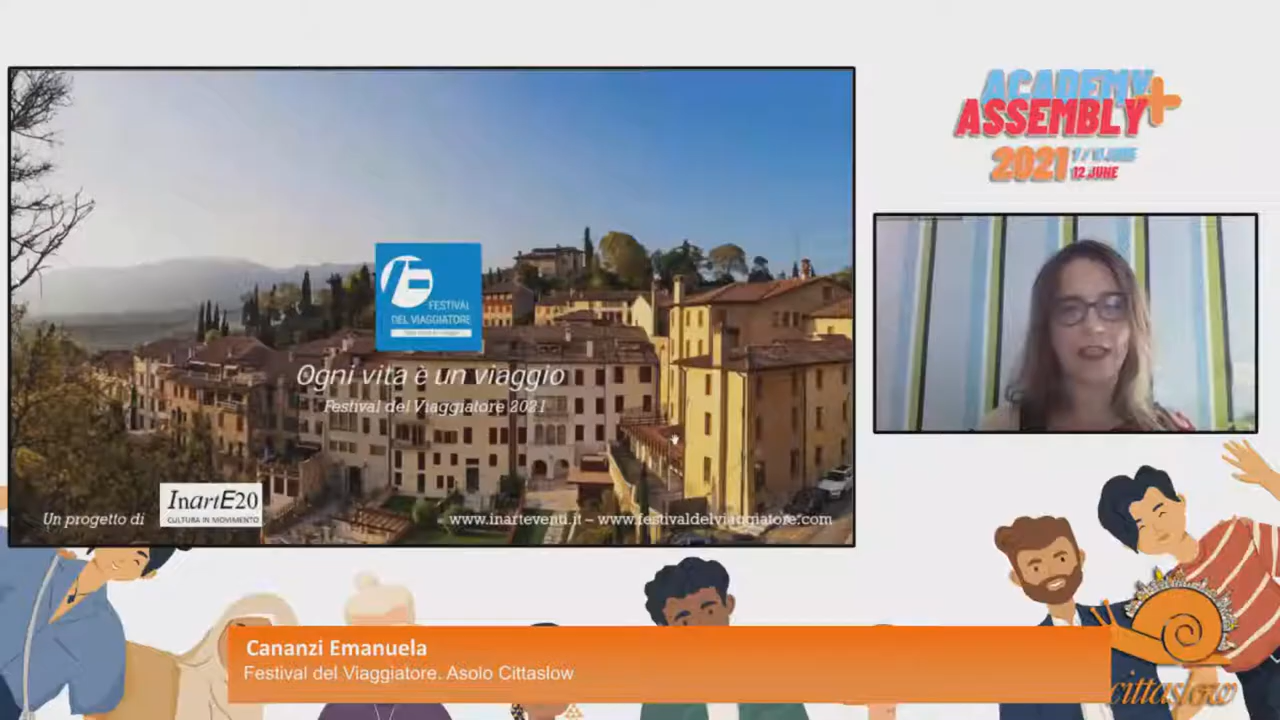 ACADEMY+
ASSEMBLY
2021
12 JUNE
FESTIVAL
DEL VIAGGIATORE
Ogni vita è un viaggio
Festival del Viaggiatore 2021
Un progetto di
InartE20
CULTURA IN MOVIMENTO
www.inarteventi.it – www.festivaldelviaggiatore.com
Cananzi Emanuela
Festival del Viaggiatore. Asolo Cittaslow
cittaslow